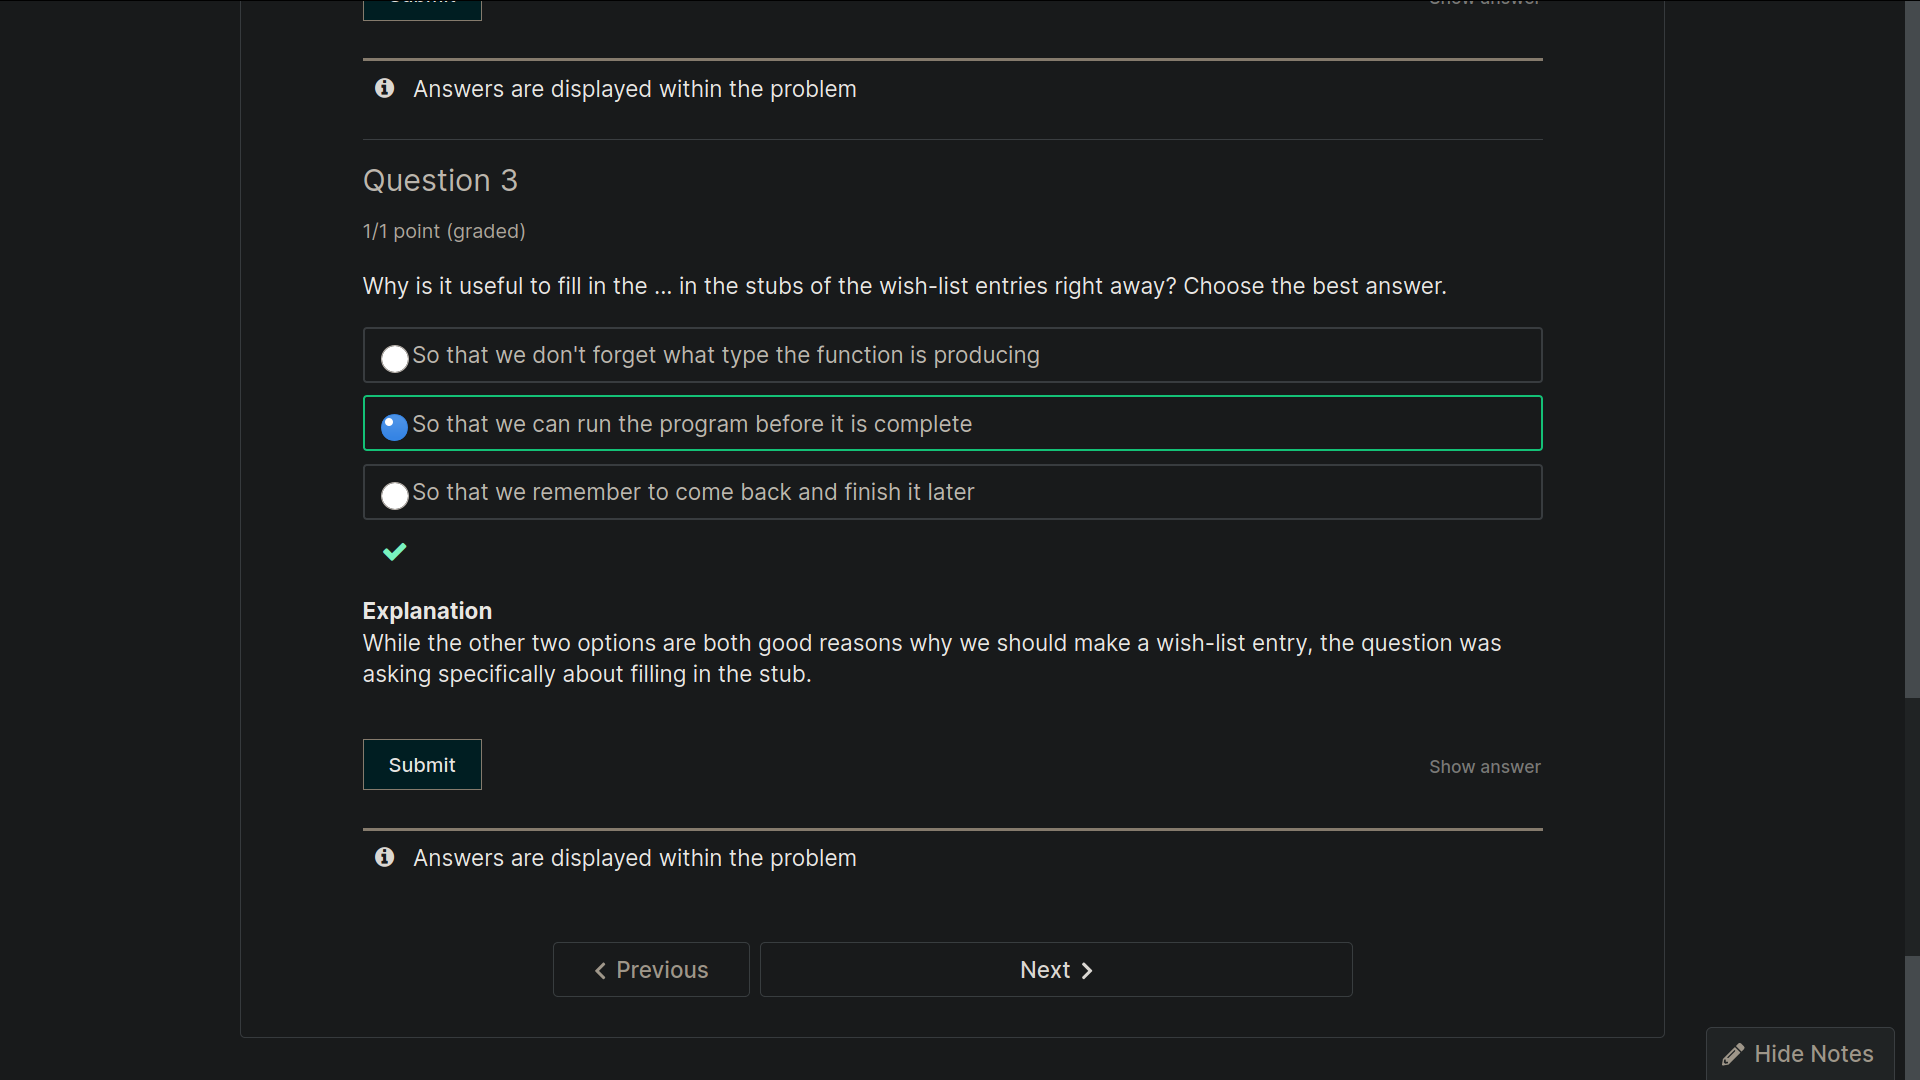 Answers are displayed within the problem
Question 3
1/1 point (graded)
Why is it useful to fill in the ... in the stubs of the wish-list entries right away? Choose the best answer.
So that we don't forget what type the function is producing
So that we can run the program before it is complete
So that we remember to come back and finish it later
Explanation
While the other two options are both good reasons why we should make a wish-list entry, the question was
asking specifically about filling in the stub.
Submit
Show answer
Answers are displayed within the problem
Previous
Next
Hide Notes